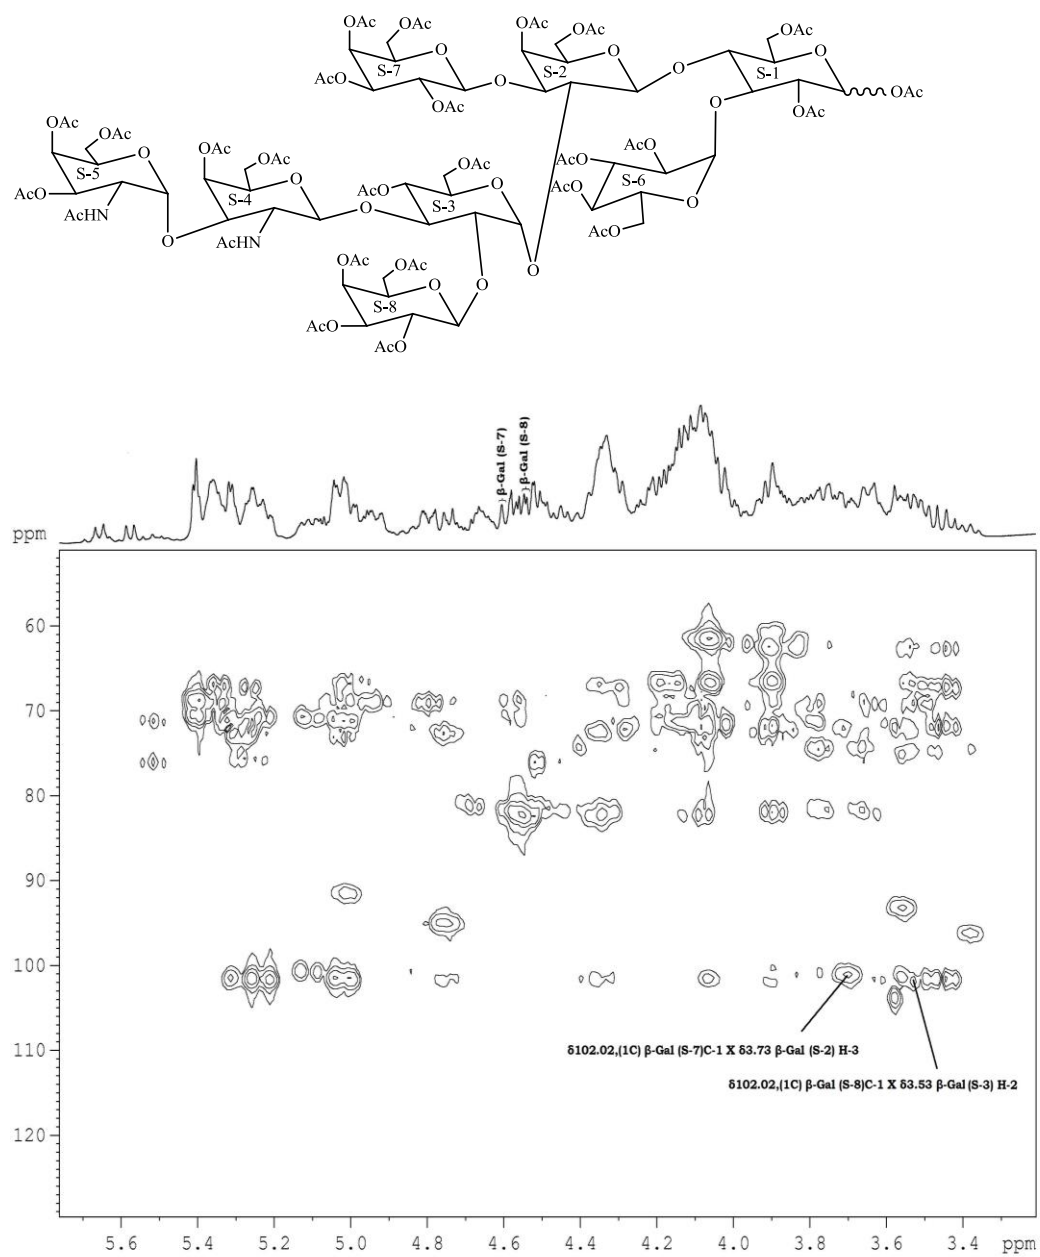 OAc OAc OAc OAc OAc
O O O
S-7 S-2 O S-1
AcO O OAc
OAc O OAc
OAc AcO
OAc OAc OAc AcO S-6
O O OAc AcO
S-5 S-4 AcO O O
AcO O S-3 AcO
AcHN AcHN
O OAc OAc O O
O
S-8
AcO
AcO
β-Gal (S-7)
β-Gal (S-8)
ppm
60
70
80
90
100
δ102.02,(1C) β-Gal (S-7)C-1 X δ3.73 β-Gal (S-2) H-3
110
δ102.02,(1C) β-Gal (S-8)C-1 X δ3.53 β-Gal (S-3) H-2
120
5.6 5.4 5.2 5.0 4.8 4.6 4.4 4.2 4.0 3.8 3.6 3.4 ppm